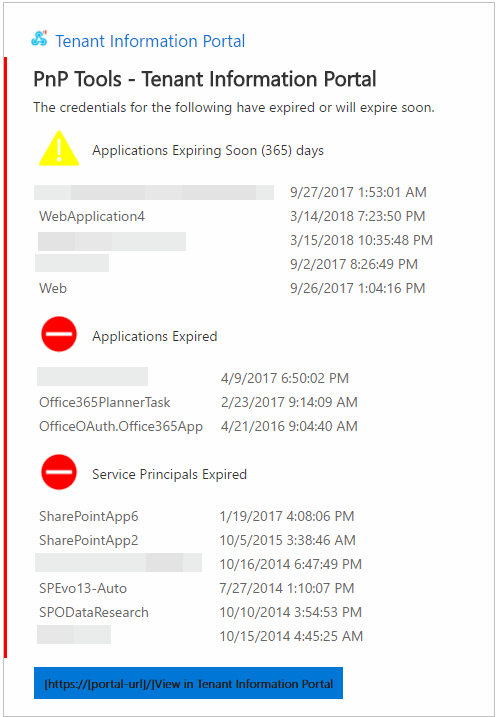 Tenant Information Portal
PnP Tools - Tenant Information Portal
The credentials for the following have expired or will expire soon.
Applications Expiring Soon (365) days
9/27/2017 1:53:01 AM
WebApplication4 3/14/2018 7:23:50 PM
3/15/2018 10:35:48 PM
9/2/2017 8:26:49 PM
Web 9/26/2017 1:04:16 PM
Applications Expired
4/9/2017 6:50:02 PM
Office365PlannerTask 2/23/2017 9:14:09 AM
OfficeOAuth.Office365App 4/21/2016 9:04:40 AM
Service Principals Expired
SharePointApp6 1/19/2017 4:08:06 PM
SharePointApp2 10/5/2015 3:38:46 AM
10/16/2014 6:47:49 PM
SPEvo13-Auto 7/27/2014 1:10:07 PM
SPODataResearch 10/10/2014 3:54:53 PM
10/15/2014 4:45:25 AM
[https://[portal-url]/]View in Tenant Information Portal